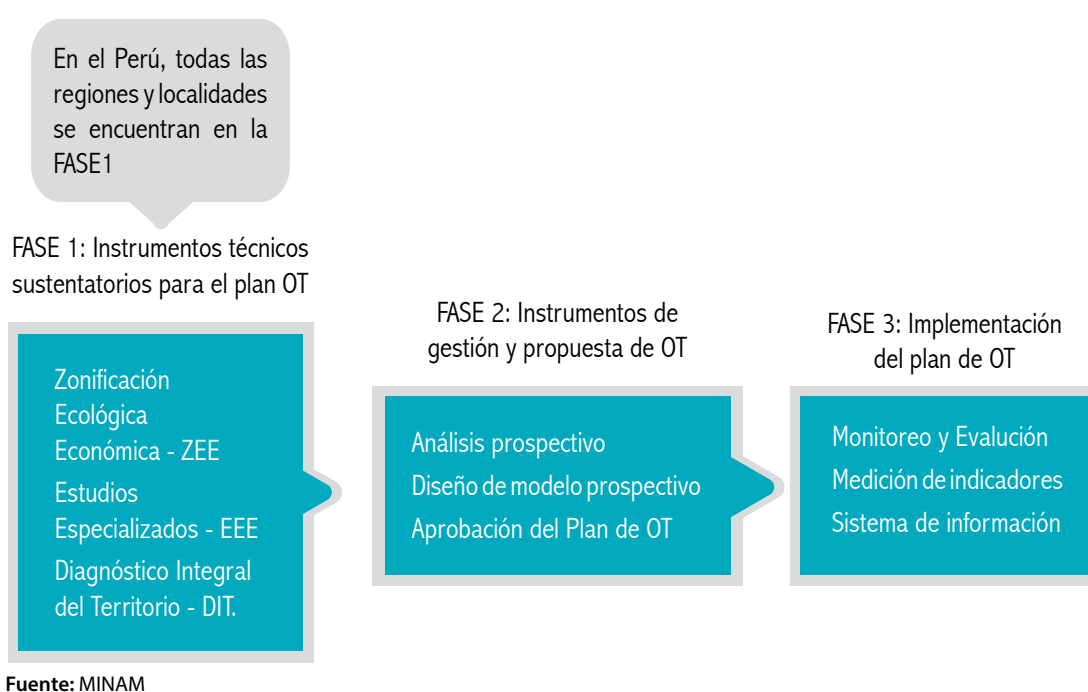 En el Perú, todas las
regiones y localidades
se encuentran en la
FASE1
FASE 1: Instrumentos técnicos
sustentatorios para el plan OT
Zonificación
Ecológica
Económica - ZEE
Estudios
Especializados - EEE
Diagnóstico Integral
del Territorio - DIT.
FASE 2: Instrumentos de
gestión y propuesta de OT
Análisis prospectivo
Diseño de modelo prospectivo
Aprobación del Plan de OT
FASE 3: Implementación
del plan de OT
Monitoreo y Evalución
Medición de indicadores
Sistema de información
Fuente: MINAM